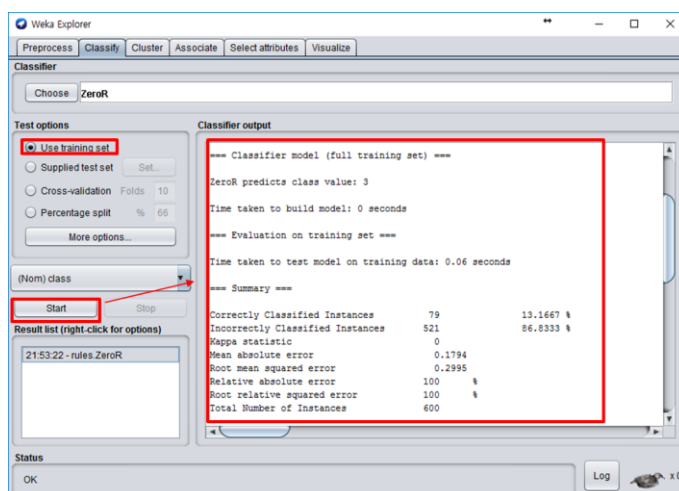 Weka Explorer
Preprocess Classify Cluster Associate Select attributes Visualize
Classifier
Choose ZeroR
Test options
Use training set
Supplied test set Set...
Cross-validation Folds 10
Percentage split % 66
More options...
(Nom) class
Start Stop
Result list (right-click for options)
21:53:22 - rules.ZeroR
Classifier output
=== Classifier model (full training set) ===
ZeroR predicts class value: 3
Time taken to build model: 0 seconds
=== Evaluation on training set ===
Time taken to test model on training data: 0.06 seconds
=== Summary ===
Correctly Classified Instances 79 13.1667 %
Incorrectly Classified Instances 521 86.8333 %
Kappa statistic 0
Mean absolute error 0.1794
Root mean squared error 0.2995
Relative absolute error 100 %
Root relative squared error 100 %
Total Number of Instances 600
Status
OK
Log